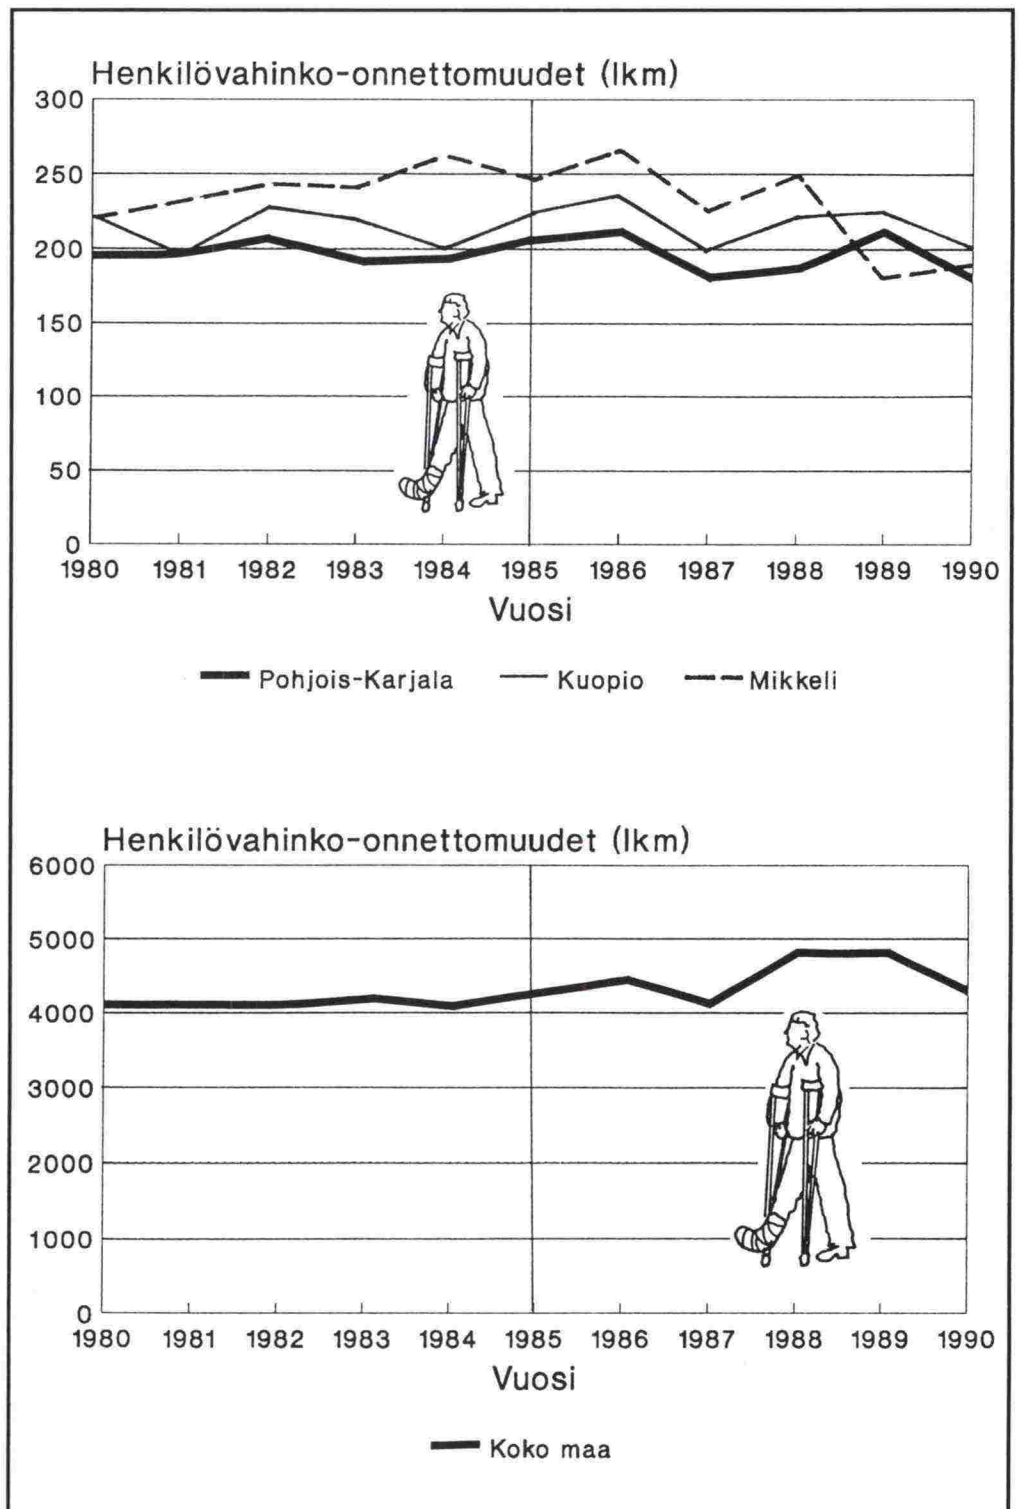 Henkilövahinko-onnettomuudet (lkm)
300
250
200
150
100
50
0
1980 1981 1982 1983 1984 1985 1986 1987 1988 1989 1990
Vuosi
Pohjois-Karjala Kuopio Mikkeli
Henkilövahinko-onnettomuudet (lkm)
6000
5000
4000
3000
2000
1000
0
1980 1981 1982 1983 1984 1985 1986 1987 1988 1989 1990
Vuosi
Koko maa